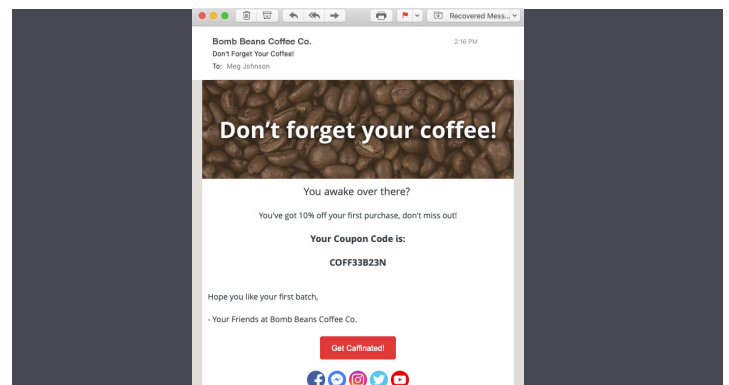 Recovered Mess...
Bomb Beans Coffee Co.
2:16 PM
Don't Forget Your Coffee!
To: Meg Johnson
Don't forget your coffee!
You awake over there?
You've got 10% off your first purchase, don't miss out!
Your Coupon Code is:
COFF33B23N
Hope you like your first batch,
- Your Friends at Bomb Beans Coffee Co.
Get Caffinated!